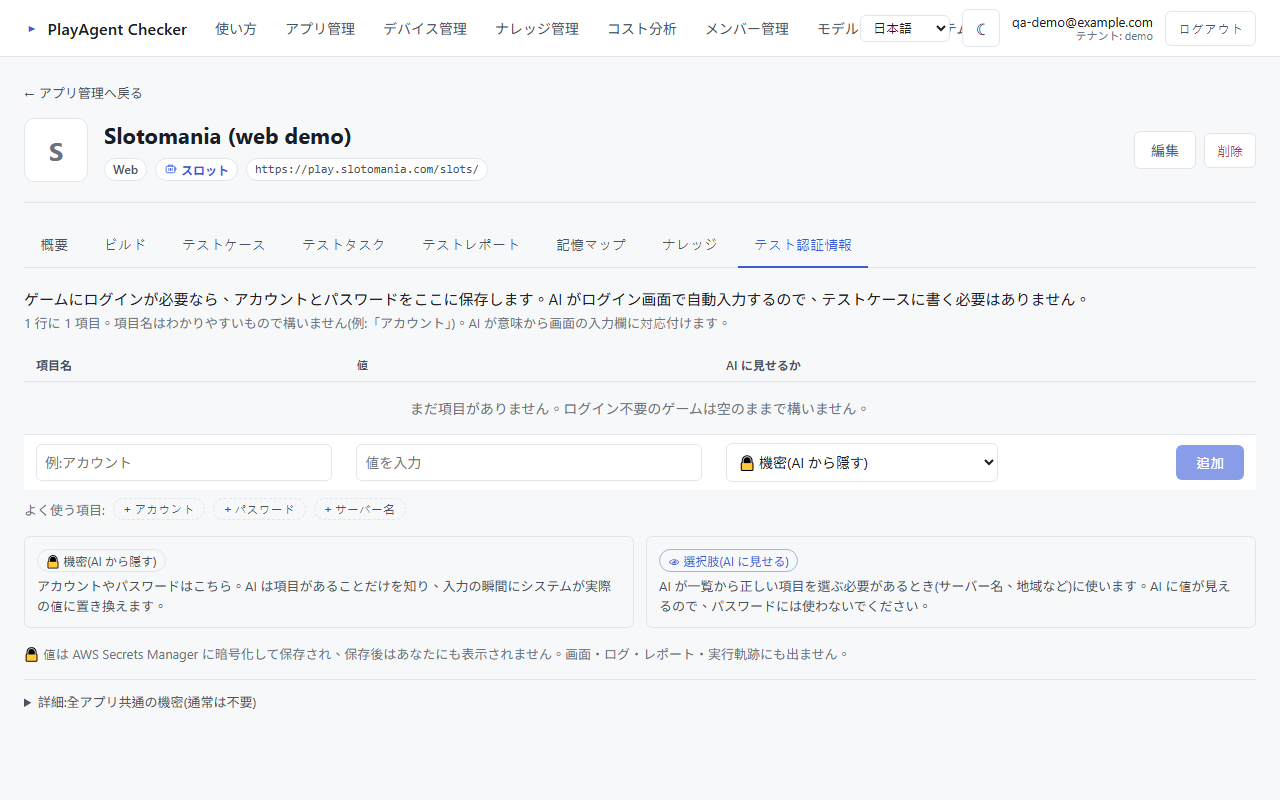 PlayAgent Checker 使い方 アプリ管理 デバイス管理 ナレッジ管理 コスト分析 メンバー管理 モデル 日本語 qa-demo@example.com ログアウト
テナント: demo
← アプリ管理へ戻る
S
Slotomania (web demo)
Web スロット https://play.slotomania.com/slots/
編集 削除
概要 ビルド テストケース テストタスク テストレポート 記憶マップ ナレッジ テスト認証情報
ゲームにログインが必要なら、アカウントとパスワードをここに保存します。AI がログイン画面で自動入力するので、テストケースに書く必要はありません。
1 行に 1 項目。項目名はわかりやすいもので構いません(例:「アカウント」)。AI が意味から画面の入力欄に対応付けます。
項目名 値 AI に見せるか
まだ項目がありません。ログイン不要のゲームは空のままで構いません。
例:アカウント 値を入力 機密(AI から隠す) 追加
よく使う項目: + アカウント + パスワード + サーバー名
機密(AI から隠す)
アカウントやパスワードはこちら。AI は項目があることだけを知り、入力の瞬間にシステムが実際
の値に置き換えます。
選択肢(AI に見せる)
AI が一覧から正しい項目を選ぶ必要があるとき(サーバー名、地域など)に使います。AI に値が見え
るので、パスワードには使わないでください。
値は AWS Secrets Manager に暗号化して保存され、保存後はあなたにも表示されません。画面・ログ・レポート・実行軌跡にも出ません。
▶ 詳細:全アプリ共通の機密(通常は不要)